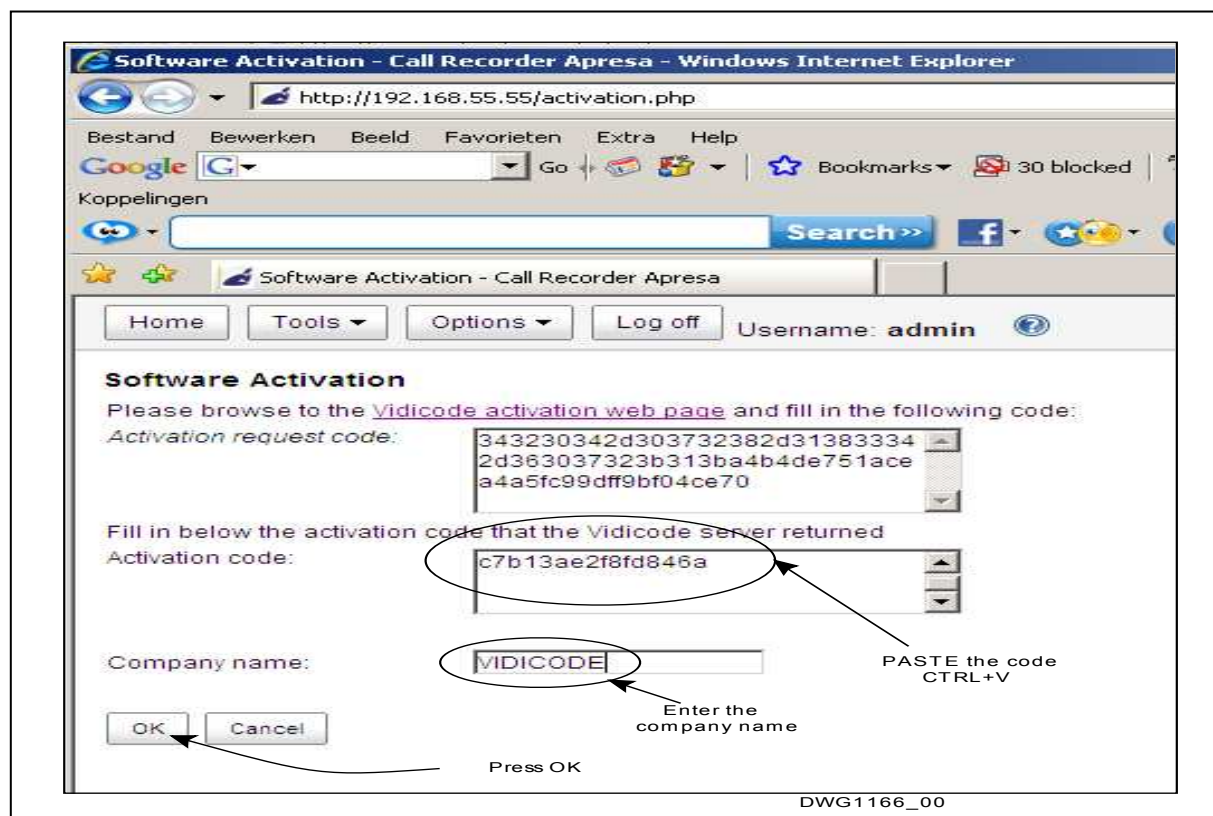 Software Activation - Call Recorder Apresa - Windows Internet Explorer
http://192.168.55.55/activation.php
Bestand Bewerken Beeld Favorieten Extra Help
Google G Go Bookmarks 30 blocked
Koppelingen
Search »
Software Activation - Call Recorder Apresa
Home Tools Options Log off Username: admin ?
Software Activation
Please browse to the Vidicode activation web page and fill in the following code:
Activation request code:
343230342d303732382d31383334
2d363037323b313ba4b4de751ace
a4a5fc99dff9bf04ce70
Fill in below the activation code that the Vidicode server returned
Activation code:
c7b13ae2f8fd846a
Company name:
VIDICODE
PASTE the code
CTRL+V
Enter the
company name
OK Cancel
Press OK
DWG1166_00